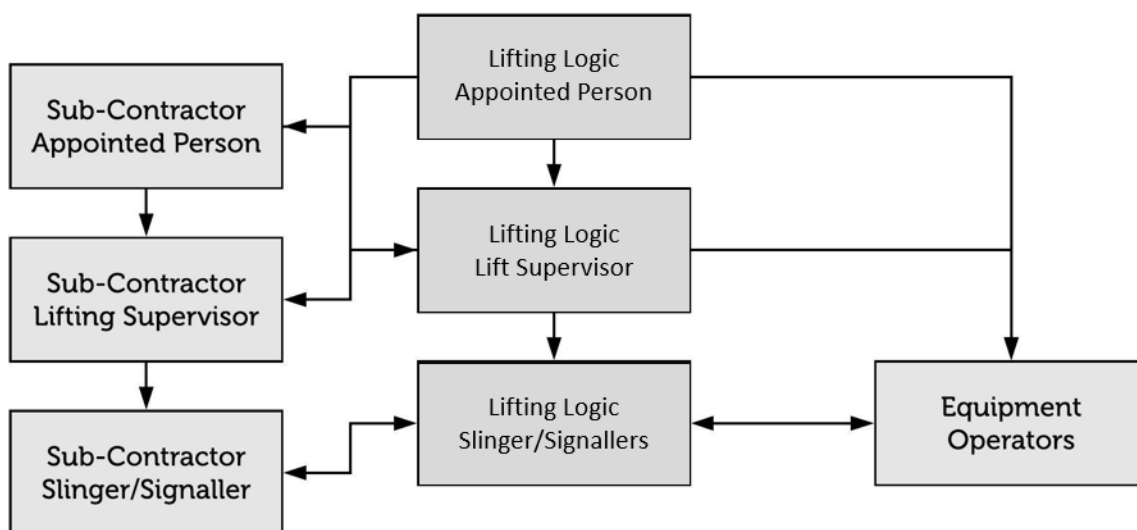 Lifting Logic
Appointed Person
Sub-Contractor
Appointed Person
Lifting Logic
Lift Supervisor
Sub-Contractor
Lifting Supervisor
Lifting Logic
Slinger/Signallers
Equipment
Operators
Sub-Contractor
Slinger/Signaller